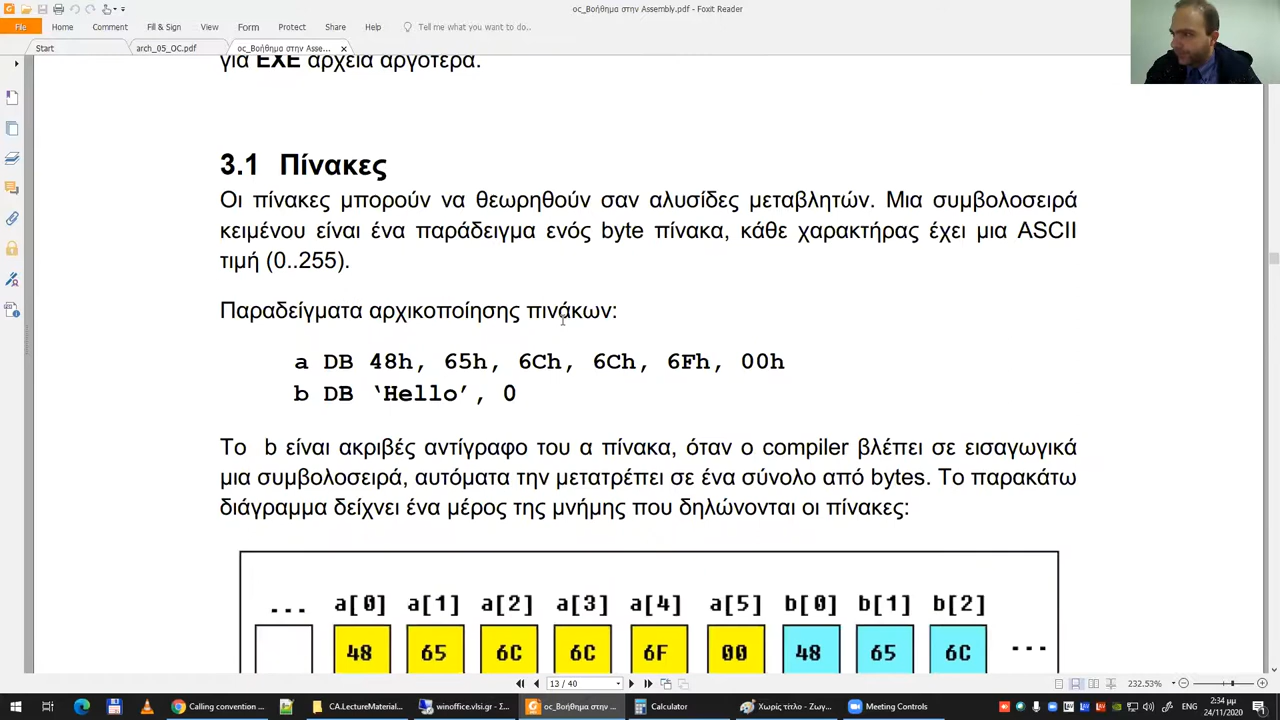 oc_Βοήθημα στην Assembly.pdf - Foxit Reader
File Home Comment Fill & Sign View Form Protect Share Help Tell me what you want to do..
Start arch_05_OC.pdf oc_Βοήθημα στην Asse...
για EXE αρχεία αργότερα.
3.1 Πίνακες
Οι πίνακες μπορούν να θεωρηθούν σαν αλυσίδες μεταβλητών. Μια συμβολοσειρά
κειμένου είναι ένα παράδειγμα ενός byte πίνακα, κάθε χαρακτήρας έχει μια ASCII
τιμή (0..255).
Παραδείγματα αρχικοποίησης πινάκων:
a DB 48h, 65h, 6Ch, 6Ch, 6Fh, 00h
b DB ‘Hello’, 0
Το b είναι ακριβές αντίγραφο του α πίνακα, όταν ο compiler βλέπει σε εισαγωγικά
μια συμβολοσειρά, αυτόματα την μετατρέπει σε ένα σύνολο από bytes. Το παρακάτω
διάγραμμα δείχνει ένα μέρος της μνήμης που δηλώνονται οι πίνακες:
... a[0] a[1] a[2] a[3] a[4] a[5] b[0] b[1] b[2]
48 65 6C 6C 6F 00 48 65 6C ...
13 / 40 232.53%
Calling convention ... CA.LectureMaterial... winoffice.vlsi.gr - Σ... oc_Βοήθημα στην ... Calculator Χωρίς τίτλο - Ζωγ... Meeting Controls 2:34 μμ
24/11/2020